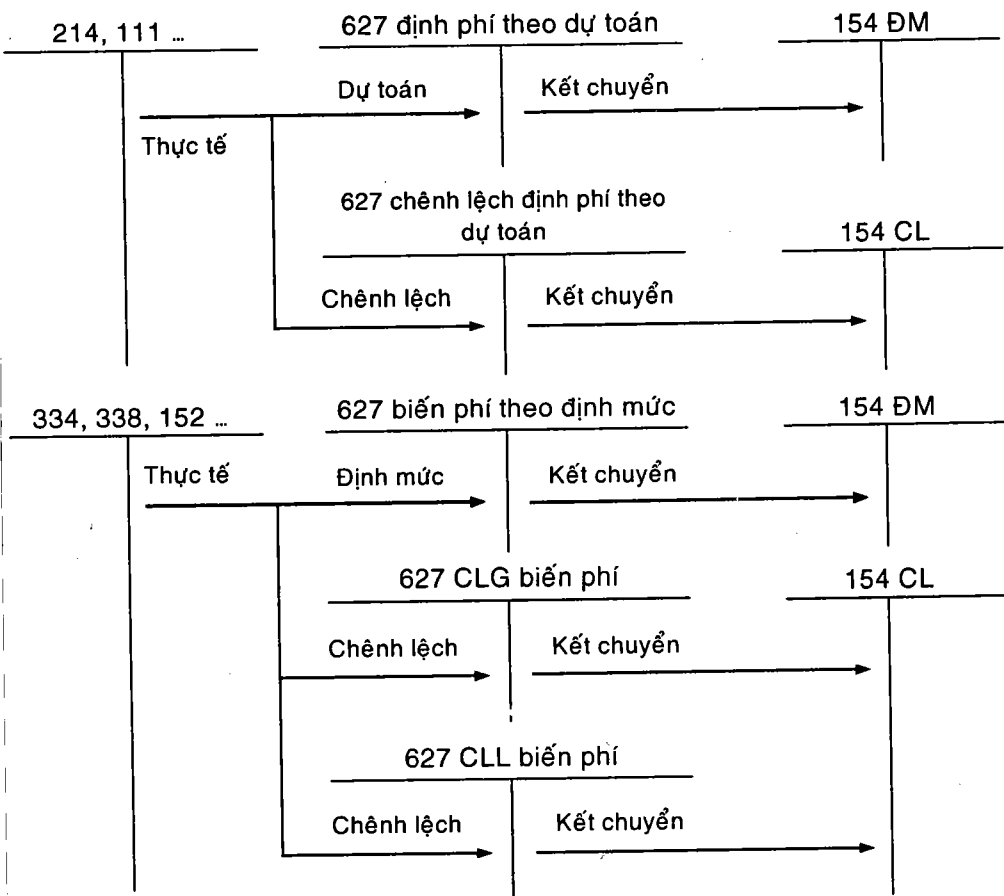 214, 111 ...
627 định phí theo dự toán
154 ĐM
Dự toán
Kết chuyển
Thực tế
627 chênh lệch định phí theo
dự toán
154 CL
Chênh lệch
Kết chuyển
334, 338, 152 ...
627 biến phí theo định mức
154 ĐM
Thực tế
Định mức
Kết chuyển
627 CLG biến phí
154 CL
Chênh lệch
Kết chuyển
627 CLL biến phí
Chênh lệch
Kết chuyển